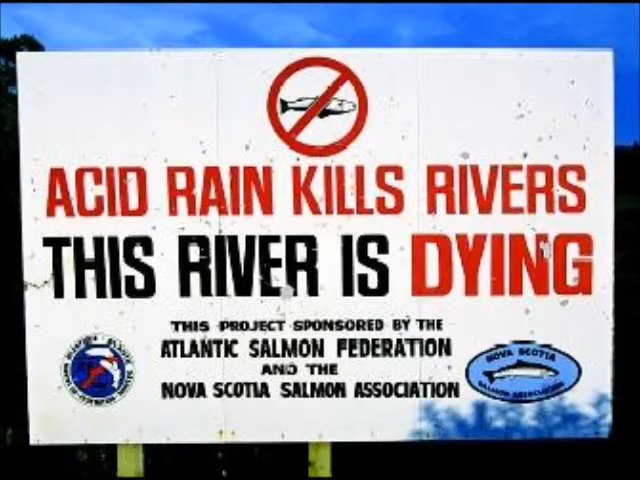 ACID RAIN KILLS RIVERS
THIS RIVER IS DYING
THIS PROJECT SPONSORED BY THE
ATLANTIC SALMON FEDERATION
AND THE
NOVA SCOTIA SALMON ASSOCIATION
NOVA SCOTIA
SALMON ASSOCIATION